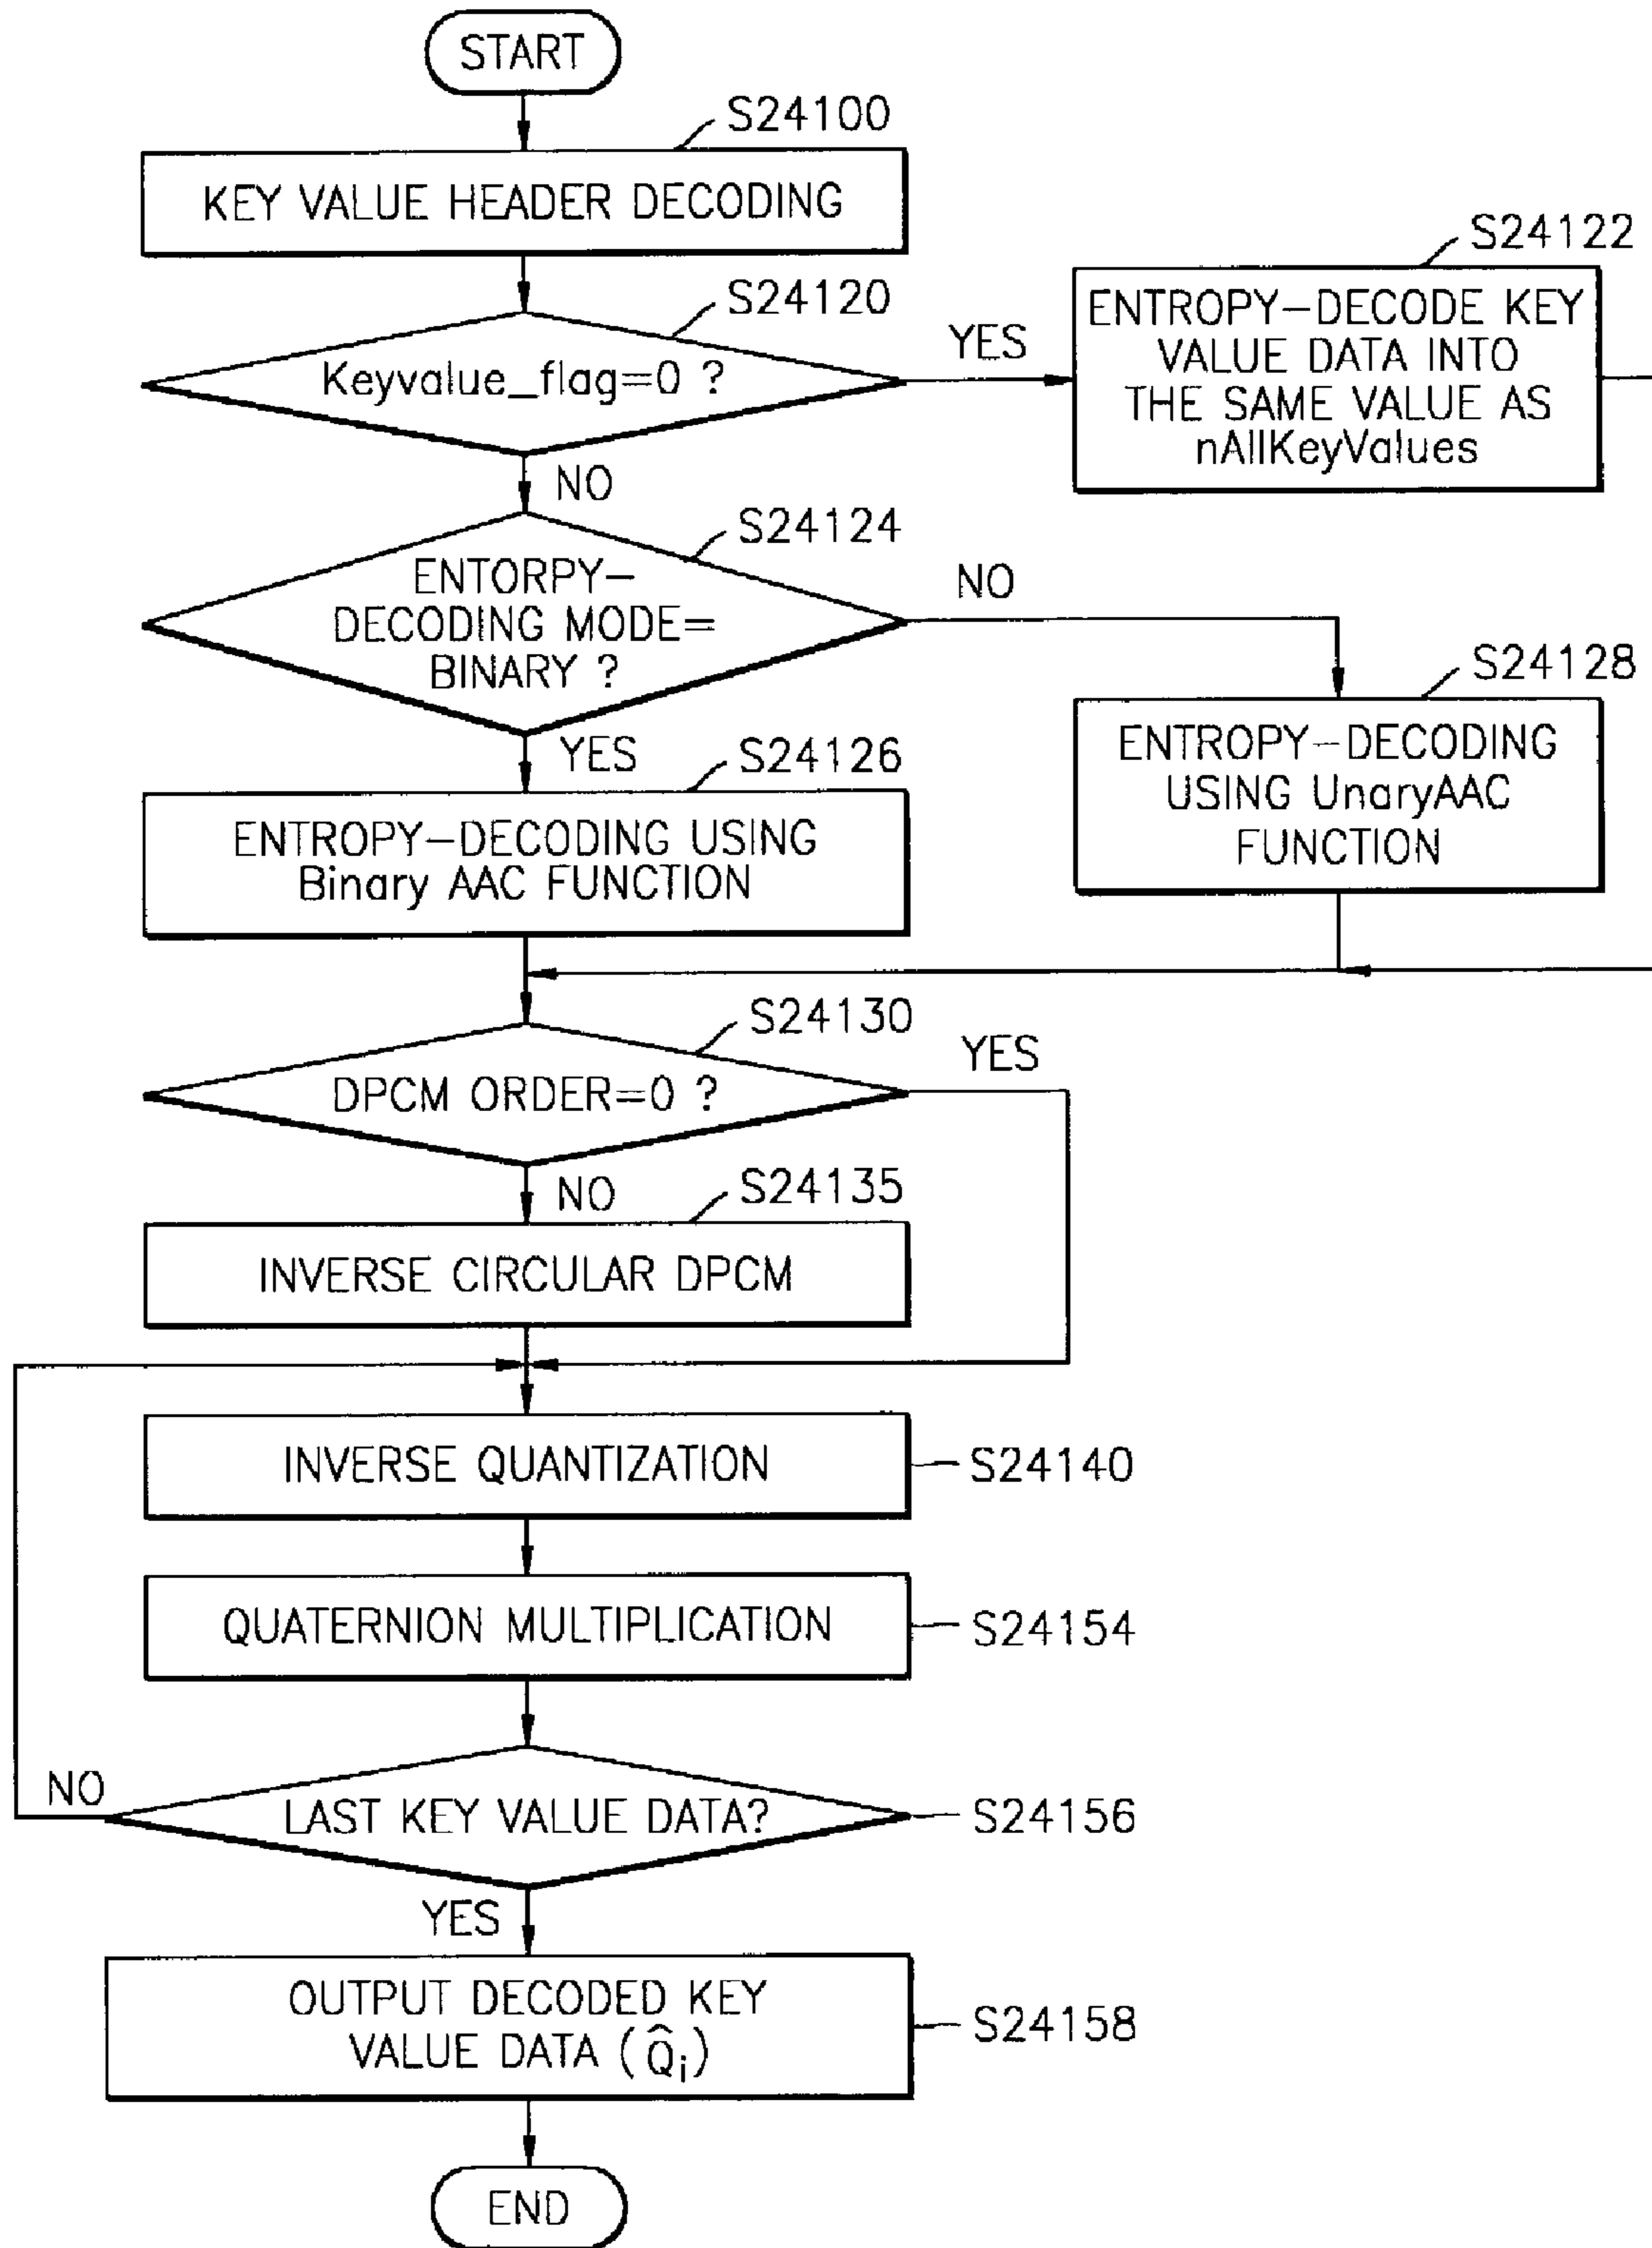 START
S24100
KEY VALUE HEADER DECODING
S24120
Keyvalue_flag=0 ?
YES
S24122
ENTROPY-DECODE KEY
VALUE DATA INTO
THE SAME VALUE AS
nAllKeyValues
NO
S24124
ENTORPY-
DECODING MODE=
BINARY ?
NO
S24128
ENTROPY-DECODING
USING UnaryAAC
FUNCTION
YES
S24126
ENTROPY-DECODING USING
Binary AAC FUNCTION
S24130
DPCM ORDER=0 ?
YES
NO
S24135
INVERSE CIRCULAR DPCM
INVERSE QUANTIZATION
S24140
QUATERNION MULTIPLICATION
S24154
NO
LAST KEY VALUE DATA?
S24156
YES
OUTPUT DECODED KEY
VALUE DATA (Q̂i)
S24158
END